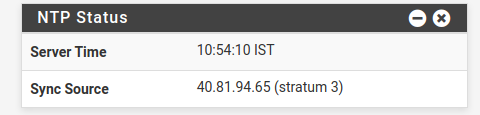 NTP Status
Server Time 10:54:10 IST
Sync Source 40.81.94.65 (stratum 3)